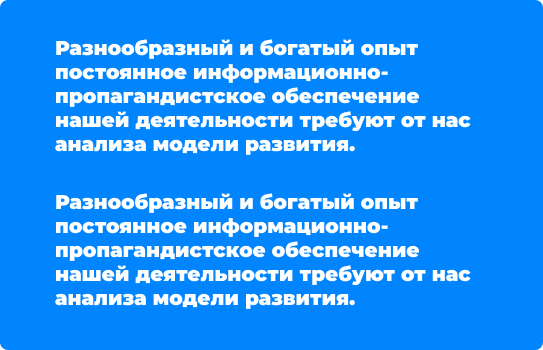 Разнообразный и богатый опыт
постоянное информационно-
пропагандистское обеспечение
нашей деятельности требуют от нас
анализа модели развития.
Разнообразный и богатый опыт
постоянное информационно-
пропагандистское обеспечение
нашей деятельности требуют от нас
анализа модели развития.